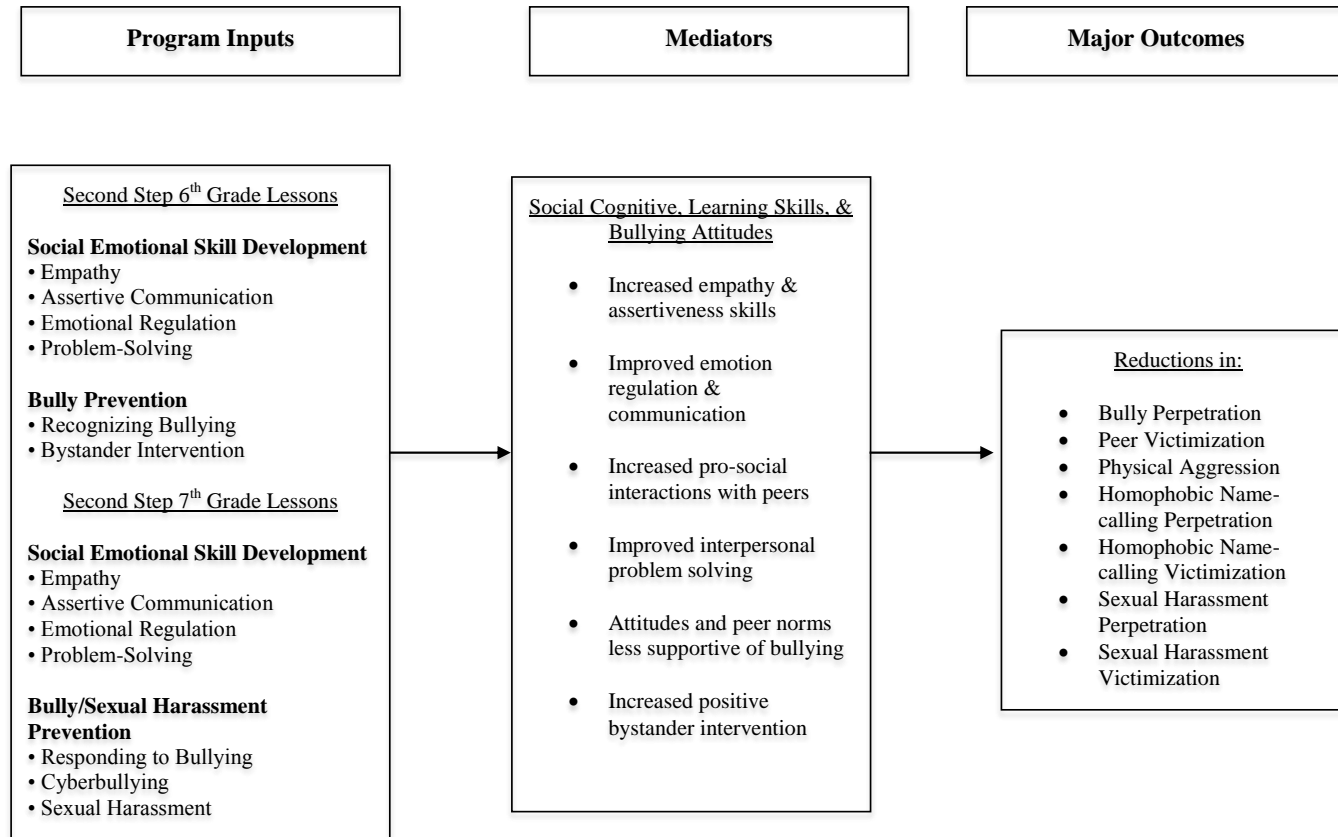 Program Inputs
Mediators
Major Outcomes
Second Step 6th Grade Lessons
Social Emotional Skill Development
• Empathy
• Assertive Communication
• Emotional Regulation
• Problem-Solving
Bully Prevention
• Recognizing Bullying
• Bystander Intervention
Second Step 7th Grade Lessons
Social Emotional Skill Development
• Empathy
• Assertive Communication
• Emotional Regulation
• Problem-Solving
Bully/Sexual Harassment
Prevention
• Responding to Bullying
• Cyberbullying
• Sexual Harassment
Social Cognitive, Learning Skills, &
Bullying Attitudes
• Increased empathy &
assertiveness skills
• Improved emotion
regulation &
communication
• Increased pro-social
interactions with peers
• Improved interpersonal
problem solving
• Attitudes and peer norms
less supportive of bullying
• Increased positive
bystander intervention
Reductions in:
• Bully Perpetration
• Peer Victimization
• Physical Aggression
• Homophobic Name-
calling Perpetration
• Homophobic Name-
calling Victimization
• Sexual Harassment
Perpetration
• Sexual Harassment
Victimization